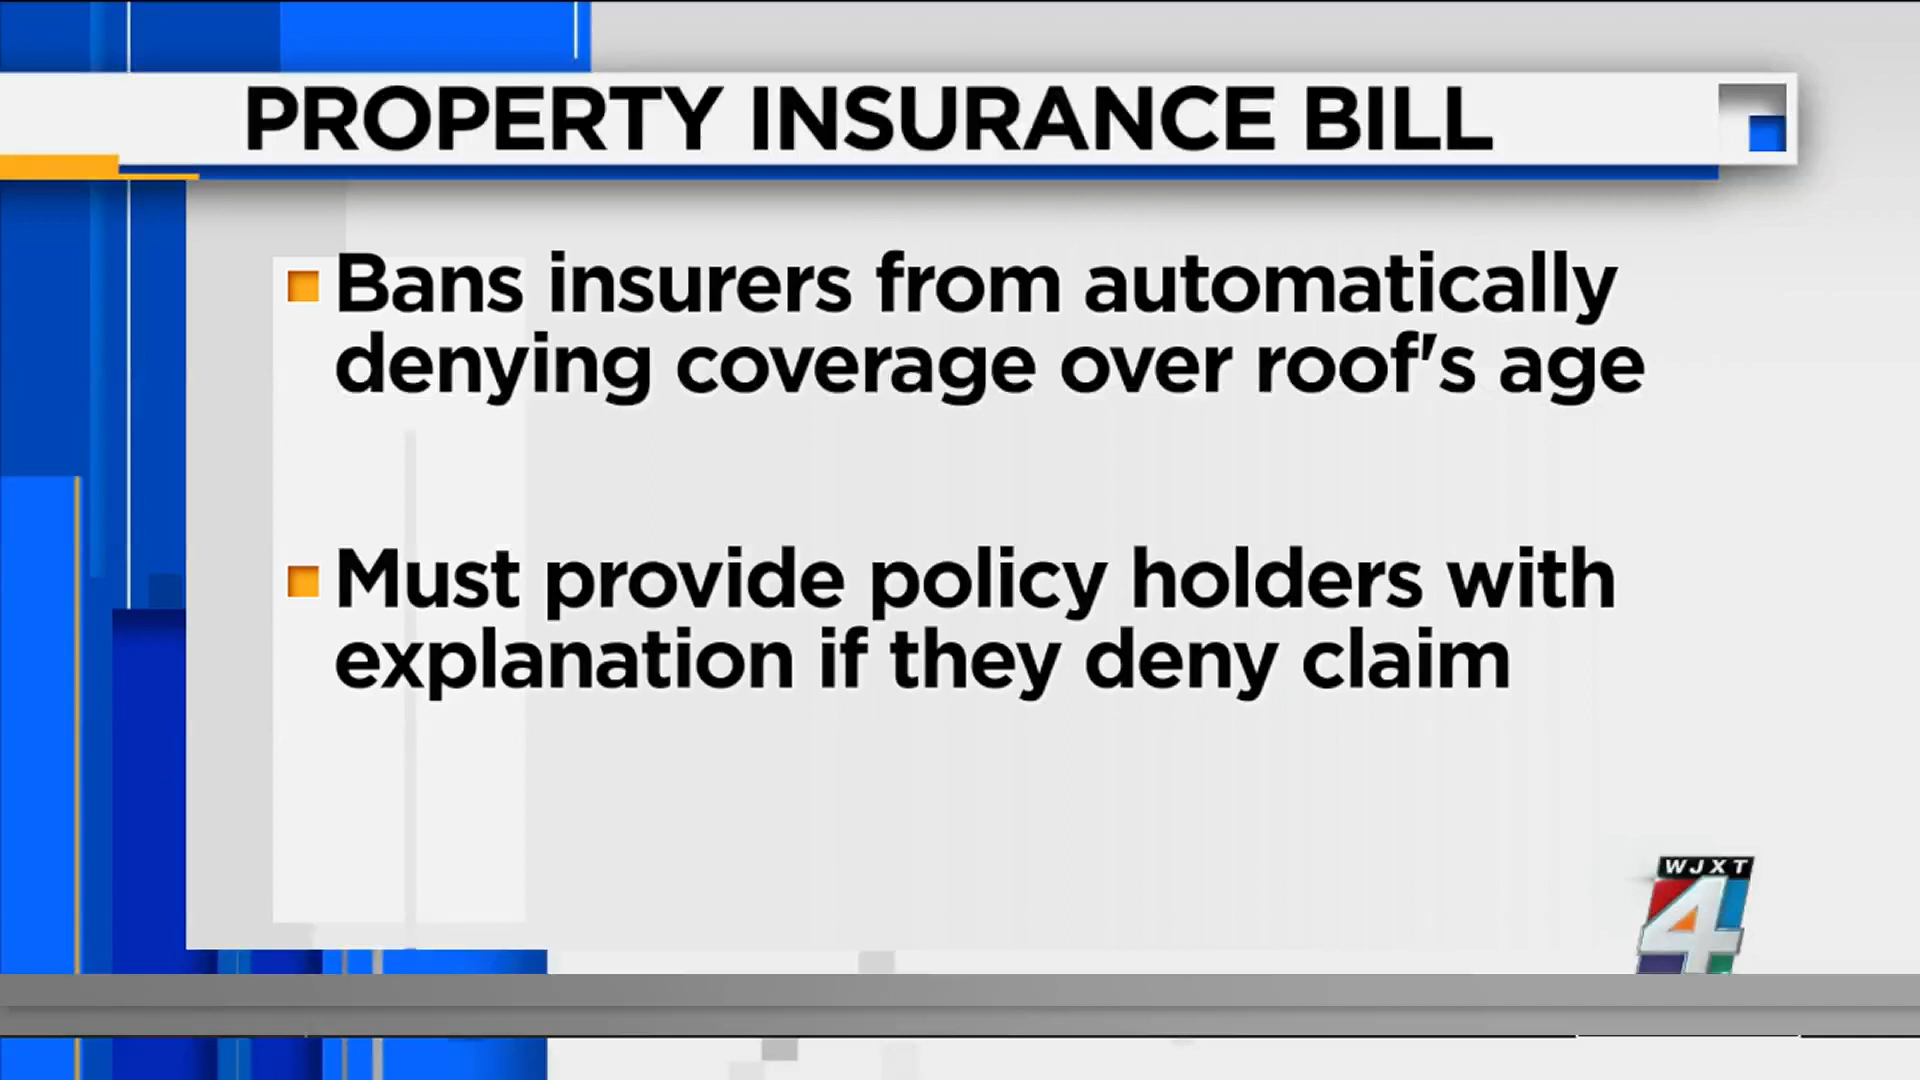 PROPERTY INSURANCE BILL
Bans insurers from automatically
denying coverage over roof's age
Must provide policy holders with
explanation if they deny claim
WJXT
4